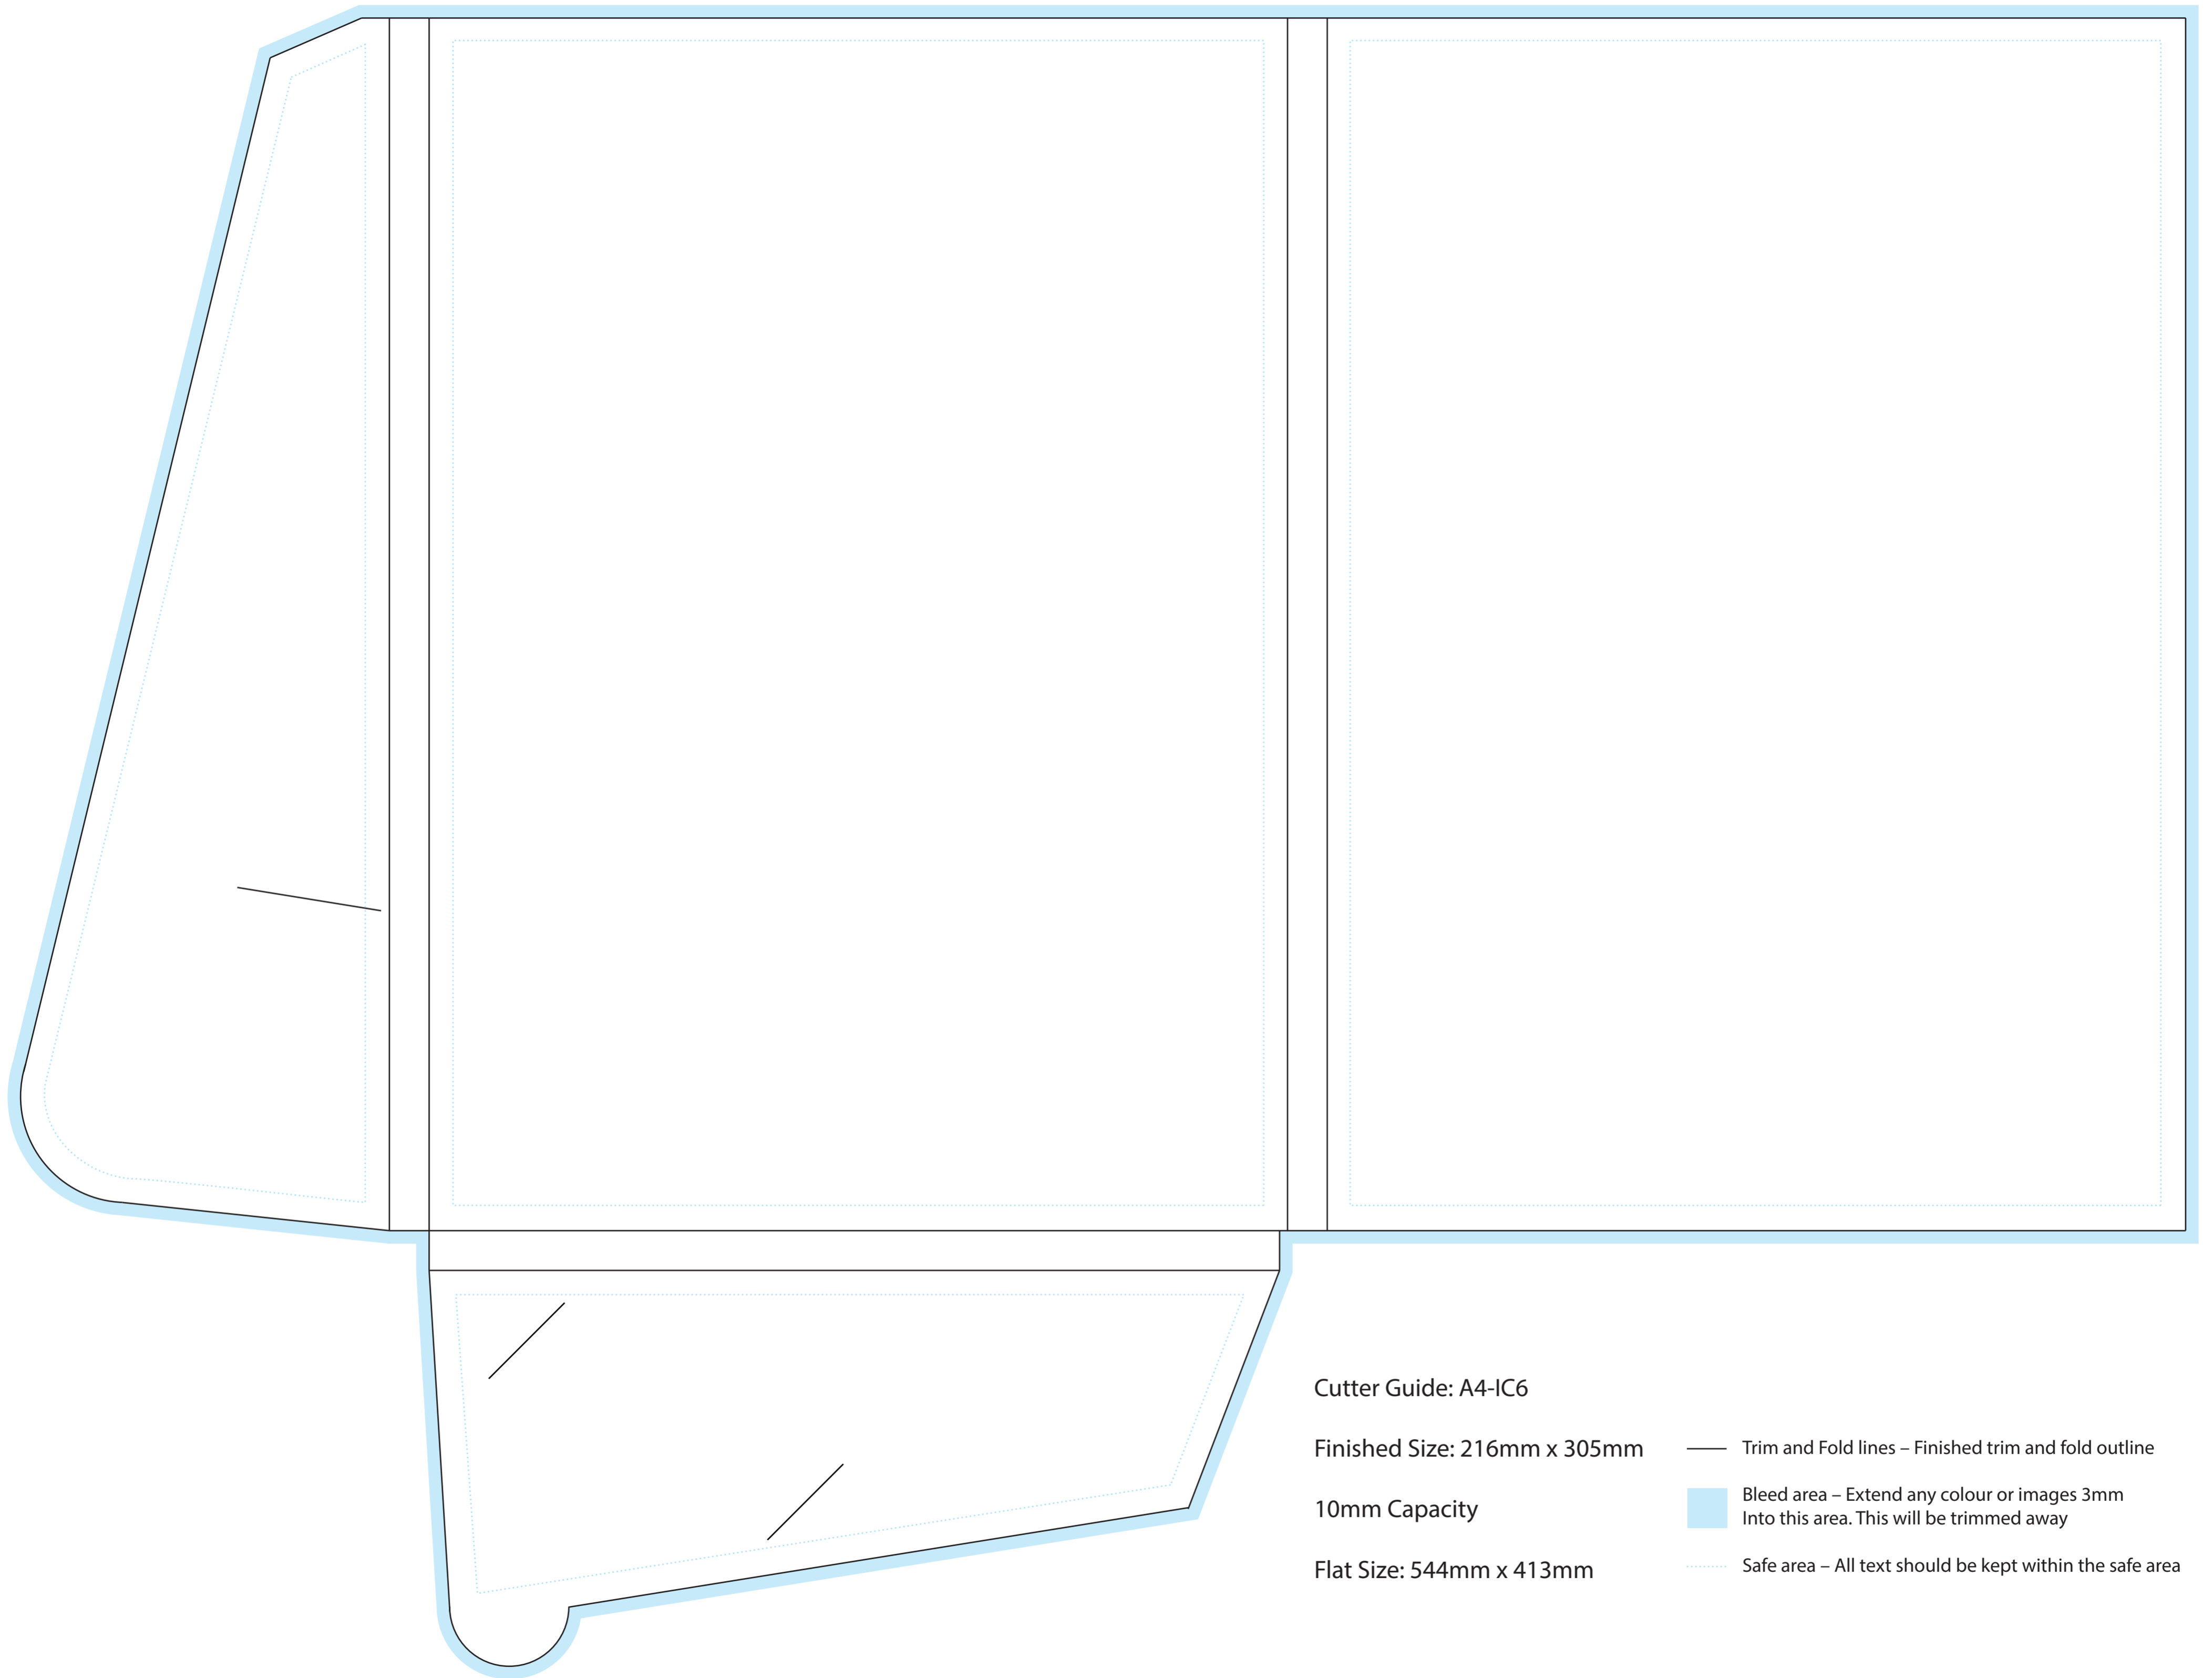 Cutter Guide: A4-IC6
Finished Size: 216mm x 305mm
10mm Capacity
Flat Size: 544mm x 413mm
Trim and Fold lines – Finished trim and fold outline
Bleed area – Extend any colour or images 3mm
Into this area. This will be trimmed away
Safe area – All text should be kept within the safe area